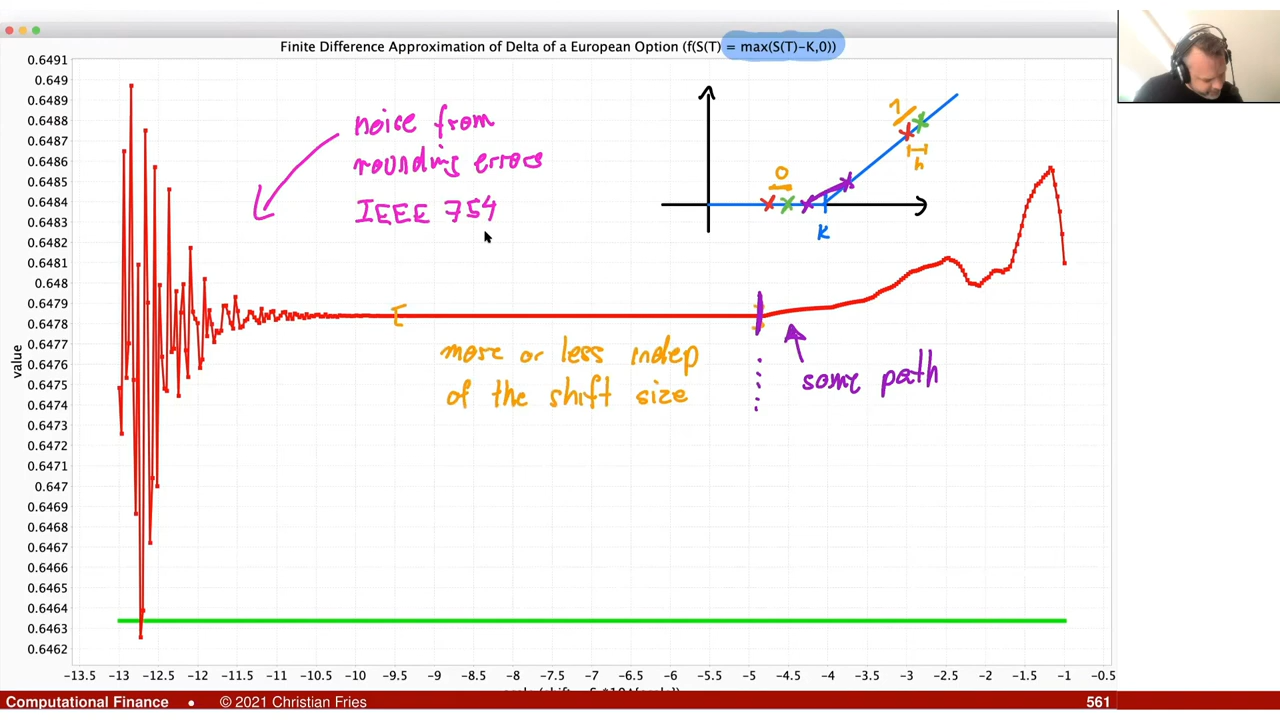 Finite Difference Approximation of Delta of a European Option (f(S(T) = max(S(T)-K,0))
0.6491
0.649
0.6489
0.6488
0.6487
0.6486
0.6485
0.6484
0.6483
0.6482
0.6481
0.648
0.6479
0.6478
0.6477
0.6476
0.6475
0.6474
0.6473
0.6472
0.6471
0.647
0.6469
0.6468
0.6467
0.6466
0.6465
0.6464
0.6463
0.6462
value
noise from
rounding errors
IEEE 754
0
1
h
K
more or less indep
of the shift size
some path
-13.5 -13 -12.5 -12 -11.5 -11 -10.5 -10 -9.5 -9 -8.5 -8 -7.5 -7 -6.5 -6 -5.5 -5 -4.5 -4 -3.5 -3 -2.5 -2 -1.5 -1 -0.5
Computational Finance • © 2021 Christian Fries 561